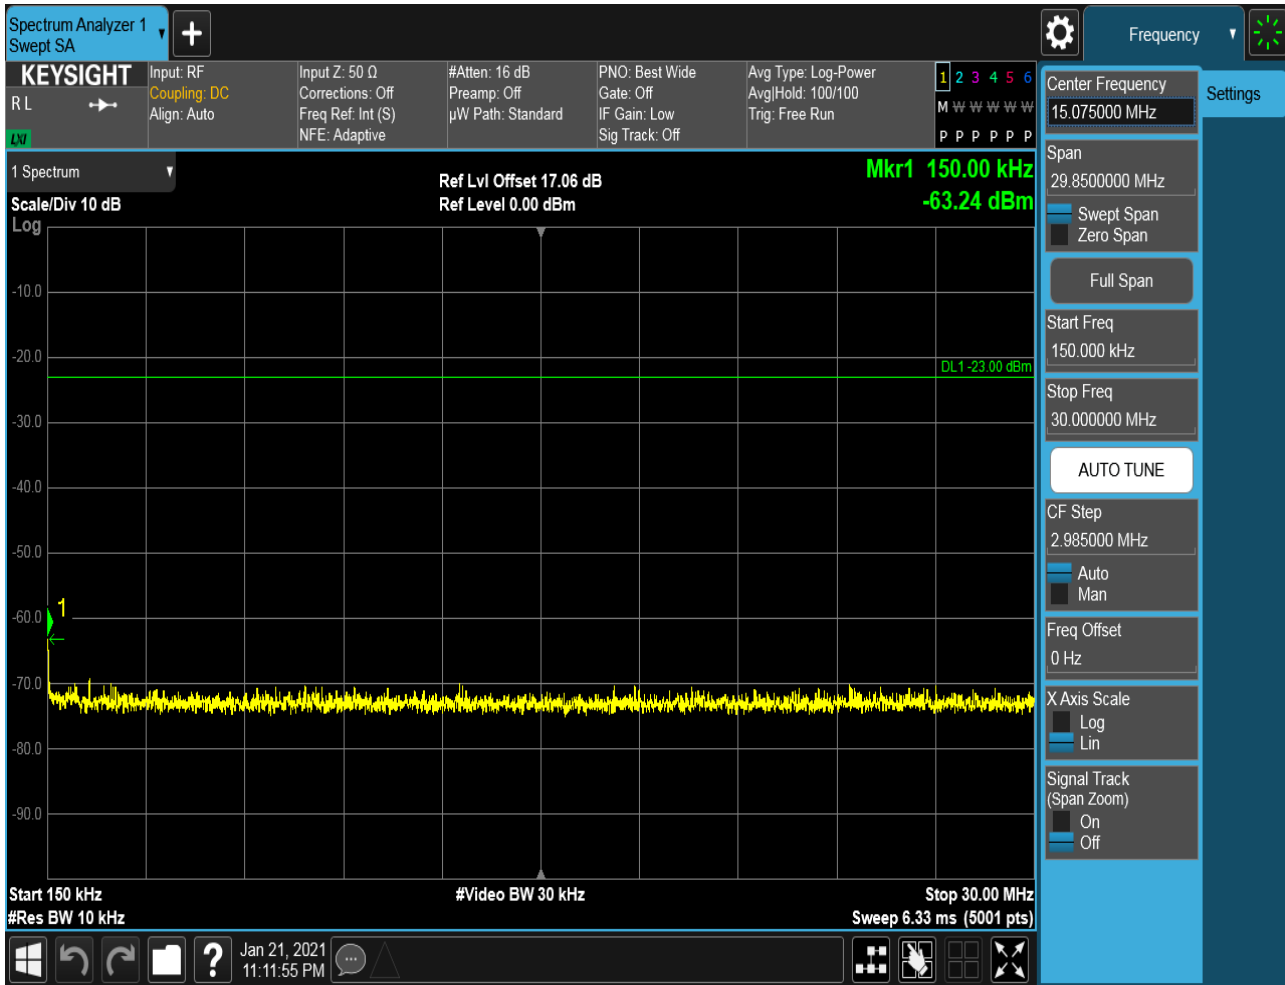 Spectrum Analyzer 1
Swept SA
Frequency
KEYSIGHT
R L
LXI
Input: RF
Coupling: DC
Align: Auto
Input Z: 50 Ω
Corrections: Off
Freq Ref: Int (S)
NFE: Adaptive
#Atten: 16 dB
Preamp: Off
µW Path: Standard
PNO: Best Wide
Gate: Off
IF Gain: Low
Sig Track: Off
Avg Type: Log-Power
Avg|Hold: 100/100
Trig: Free Run
1 2 3 4 5 6
M W W W W W
P P P P P P
1 Spectrum
Scale/Div 10 dB
Log
Ref Lvl Offset 17.06 dB
Ref Level 0.00 dBm
Mkr1 150.00 kHz
-63.24 dBm
-10.0
-20.0
DL1 -23.00 dBm
-30.0
-40.0
-50.0
-60.0
1
-70.0
-80.0
-90.0
Start 150 kHz
#Res BW 10 kHz
#Video BW 30 kHz
Stop 30.00 MHz
Sweep 6.33 ms (5001 pts)
Center Frequency
15.075000 MHz
Settings
Span
29.8500000 MHz
Swept Span
Zero Span
Full Span
Start Freq
150.000 kHz
Stop Freq
30.000000 MHz
AUTO TUNE
CF Step
2.985000 MHz
Auto
Man
Freq Offset
0 Hz
X Axis Scale
Log
Lin
Signal Track
(Span Zoom)
On
Off
?
Jan 21, 2021
11:11:55 PM